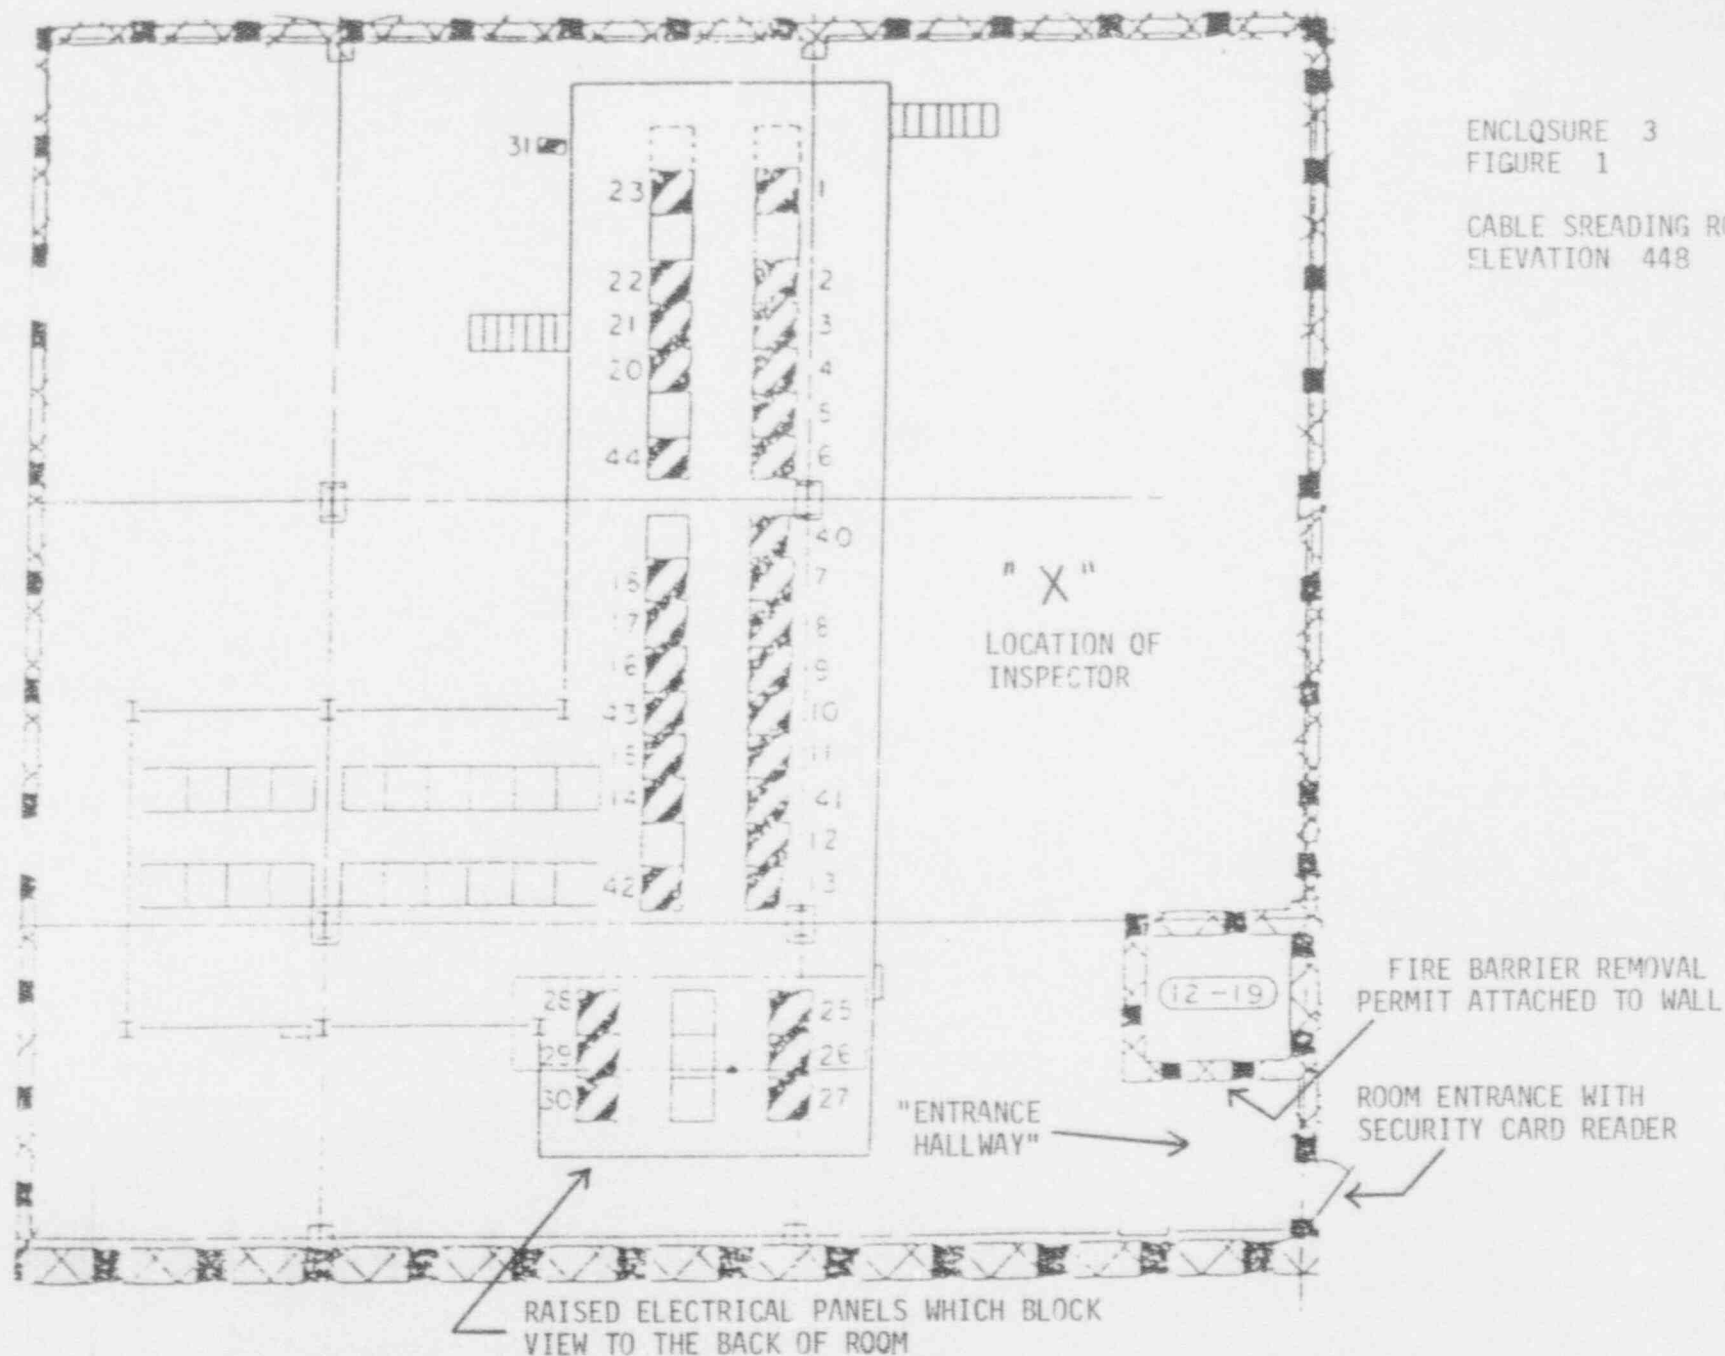 ENCLOSURE 3
FIGURE 1
CABLE SREADING
ELEVATION 448
31
23
1
22
2
21
3
20
4
5
44
6
40
7
8
9
43
10
11
14
41
12
42
13
"X"
LOCATION OF
INSPECTOR
12-19
FIRE BARRIER REMOVAL
PERMIT ATTACHED TO WALL
28
25
29
26
30
27
"ENTRANCE
HALLWAY"
ROOM ENTRANCE WITH
SECURITY CARD READER
RAISED ELECTRICAL PANELS WHICH BLOCK
VIEW TO THE BACK OF ROOM